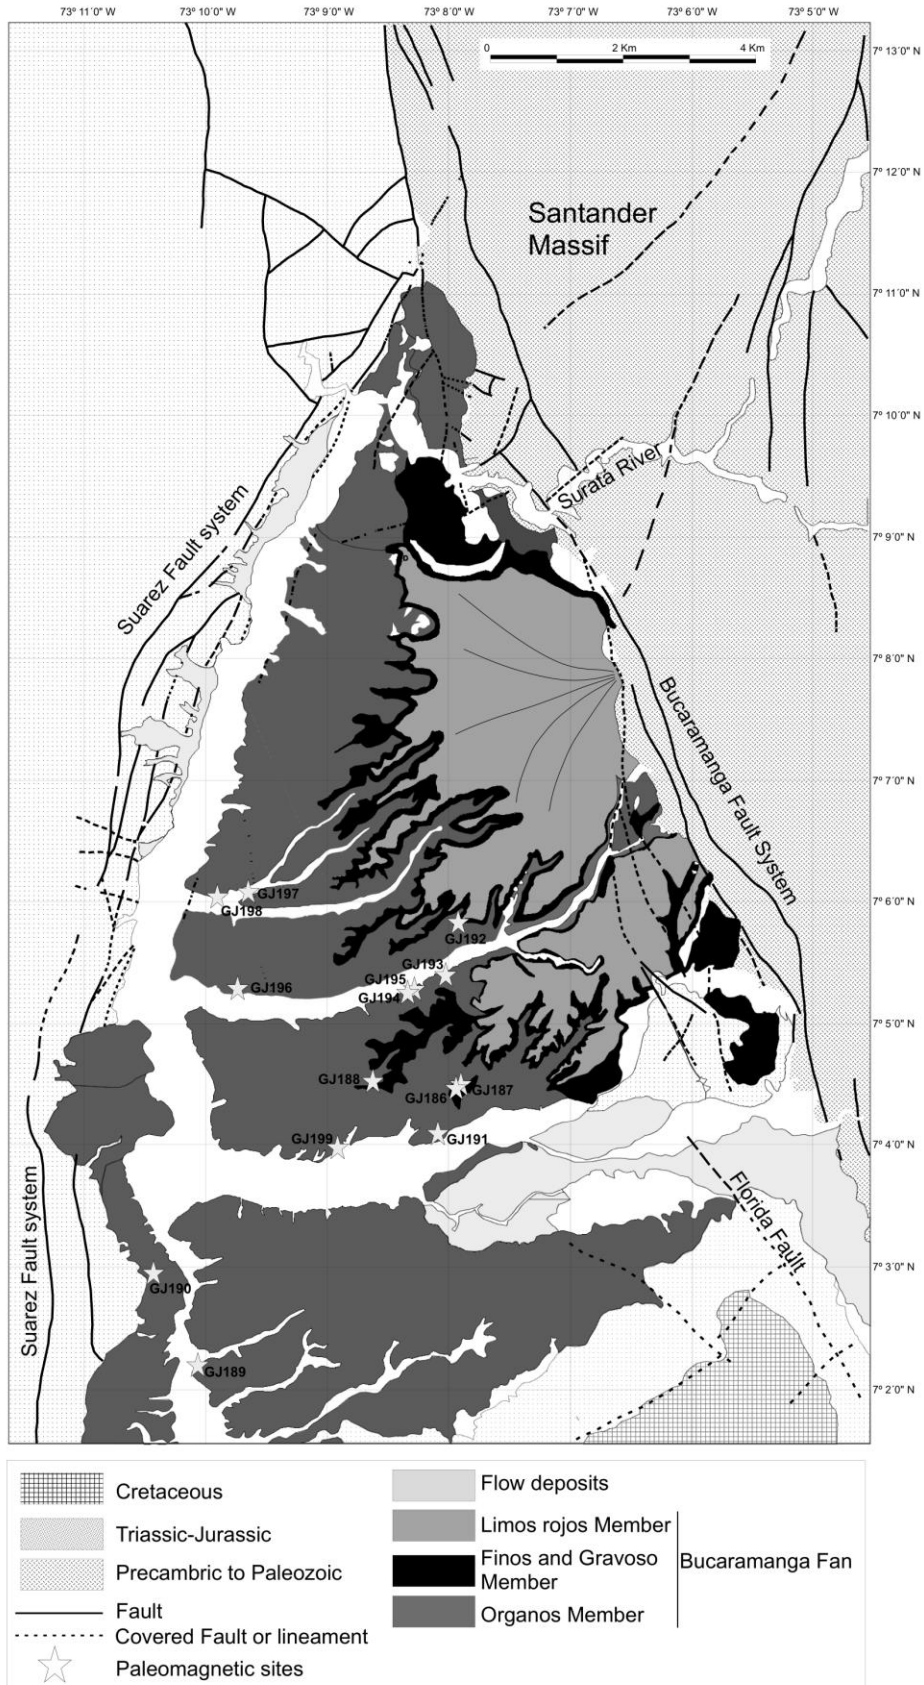 73° 11'0" W
73° 10'0" W
73° 9'0" W
73° 8'0" W
73° 7'0" W
73° 6'0" W
73° 5'0" W
0
2 Km
4 Km
7° 13'0" N
7° 12'0" N
7° 11'0" N
7° 10'0" N
7° 9'0" N
7° 8'0" N
7° 7'0" N
7° 6'0" N
7° 5'0" N
7° 4'0" N
7° 3'0" N
7° 2'0" N
Santander
Massif
Suratá River
Suarez Fault system
Bucaramanga Fault System
GJ197
GJ198
GJ192
GJ193
GJ195
GJ196
GJ194
GJ188
GJ187
GJ186
GJ199
GJ191
Florida Fault
Suarez Fault system
GJ190
GJ189
Cretaceous
Triassic-Jurassic
Precambric to Paleozoic
Fault
Covered Fault or lineament
Paleomagnetic sites
Flow deposits
Limos rojos Member
Finos and Gravoso
Member
Organos Member
Bucaramanga Fan